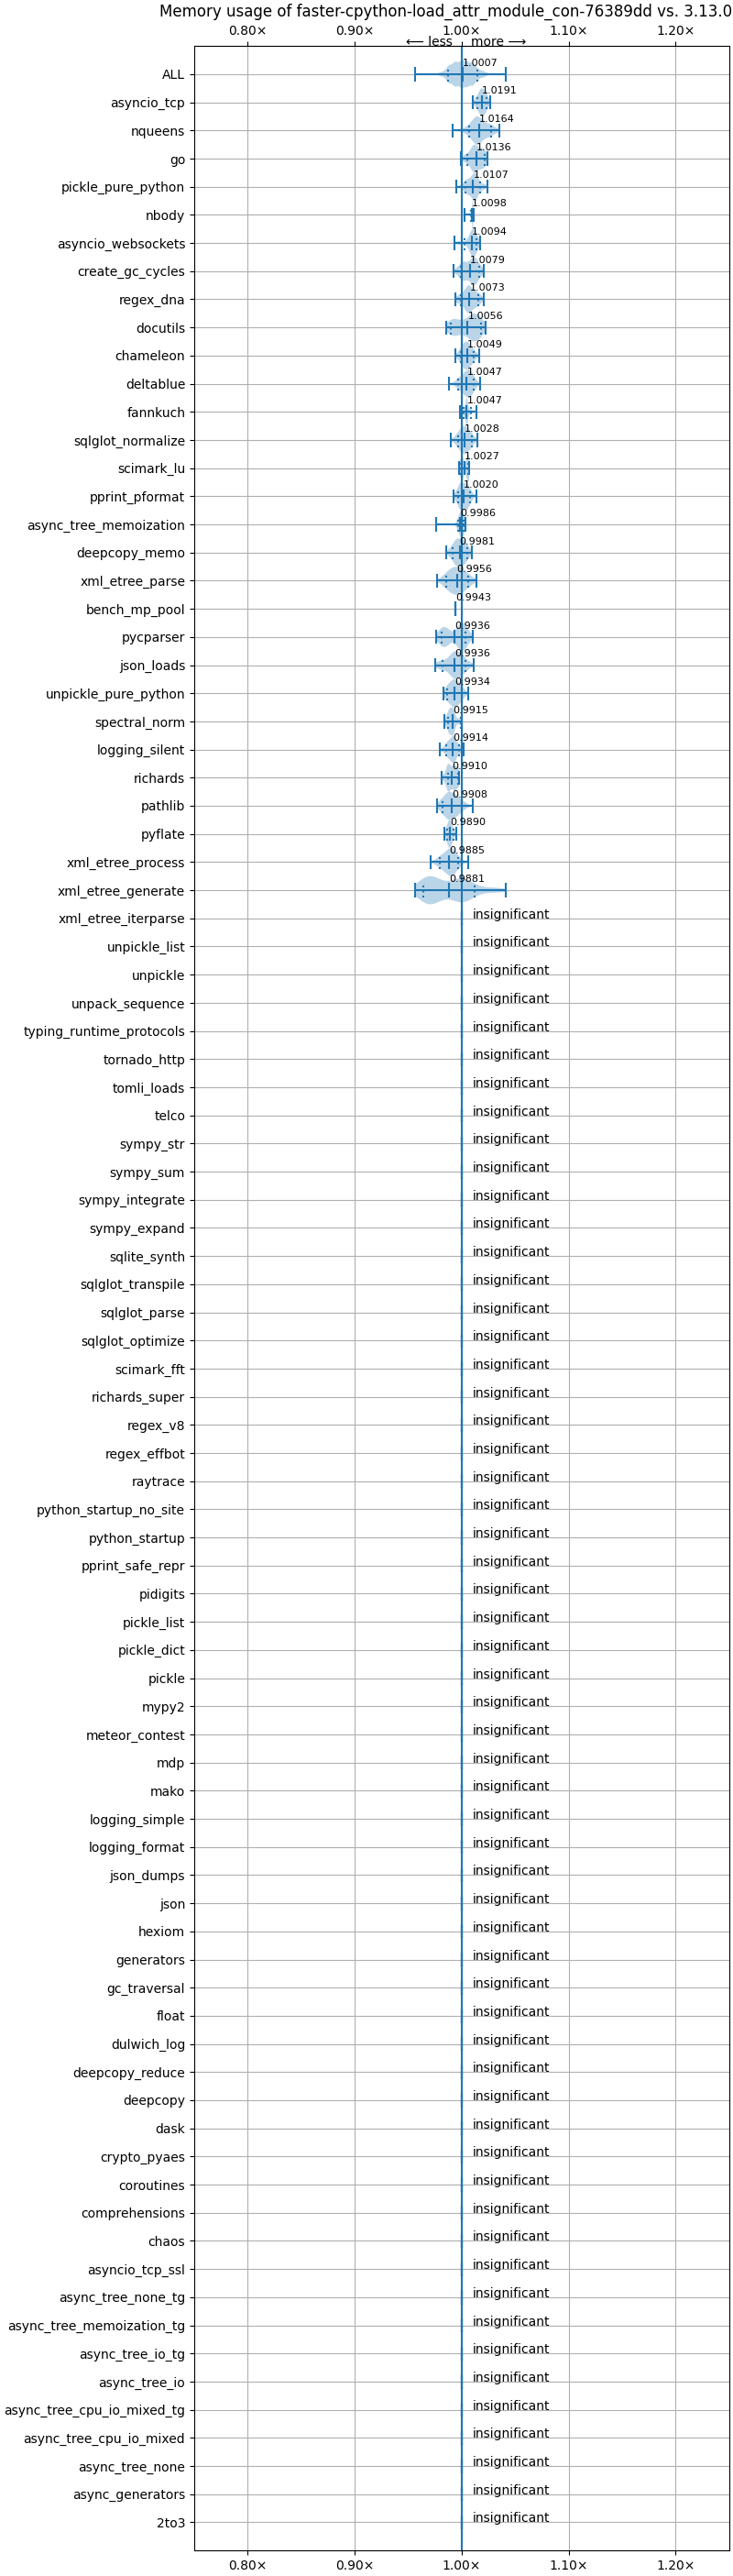 Memory usage of faster-cpython-load_attr_module_con-76389dd vs. 3.13.0
0.80× 0.90× 1.00× 1.10× 1.20×
⟵ less more ⟶
ALL 1.0007
asyncio_tcp 1.0191
nqueens 1.0164
go 1.0136
pickle_pure_python 1.0107
nbody 1.0098
asyncio_websockets 1.0094
create_gc_cycles 1.0079
regex_dna 1.0073
docutils 1.0056
chameleon 1.0049
deltablue 1.0047
fannkuch 1.0047
sqlglot_normalize 1.0028
scimark_lu 1.0027
pprint_pformat 1.0020
async_tree_memoization 0.9986
deepcopy_memo 0.9981
xml_etree_parse 0.9956
bench_mp_pool 0.9943
pycparser 0.9936
json_loads 0.9936
unpickle_pure_python 0.9934
spectral_norm 0.9915
logging_silent 0.9914
richards 0.9910
pathlib 0.9908
pyflate 0.9890
xml_etree_process 0.9885
xml_etree_generate 0.9881
xml_etree_iterparse insignificant
unpickle_list insignificant
unpickle insignificant
unpack_sequence insignificant
typing_runtime_protocols insignificant
tornado_http insignificant
tomli_loads insignificant
telco insignificant
sympy_str insignificant
sympy_sum insignificant
sympy_integrate insignificant
sympy_expand insignificant
sqlite_synth insignificant
sqlglot_transpile insignificant
sqlglot_parse insignificant
sqlglot_optimize insignificant
scimark_fft insignificant
richards_super insignificant
regex_v8 insignificant
regex_effbot insignificant
raytrace insignificant
python_startup_no_site insignificant
python_startup insignificant
pprint_safe_repr insignificant
pidigits insignificant
pickle_list insignificant
pickle_dict insignificant
pickle insignificant
mypy2 insignificant
meteor_contest insignificant
mdp insignificant
mako insignificant
logging_simple insignificant
logging_format insignificant
json_dumps insignificant
json insignificant
hexiom insignificant
generators insignificant
gc_traversal insignificant
float insignificant
dulwich_log insignificant
deepcopy_reduce insignificant
deepcopy insignificant
dask insignificant
crypto_pyaes insignificant
coroutines insignificant
comprehensions insignificant
chaos insignificant
asyncio_tcp_ssl insignificant
async_tree_none_tg insignificant
async_tree_memoization_tg insignificant
async_tree_io_tg insignificant
async_tree_io insignificant
async_tree_cpu_io_mixed_tg insignificant
async_tree_cpu_io_mixed insignificant
async_tree_none insignificant
async_generators insignificant
2to3 insignificant
0.80× 0.90× 1.00× 1.10× 1.20×